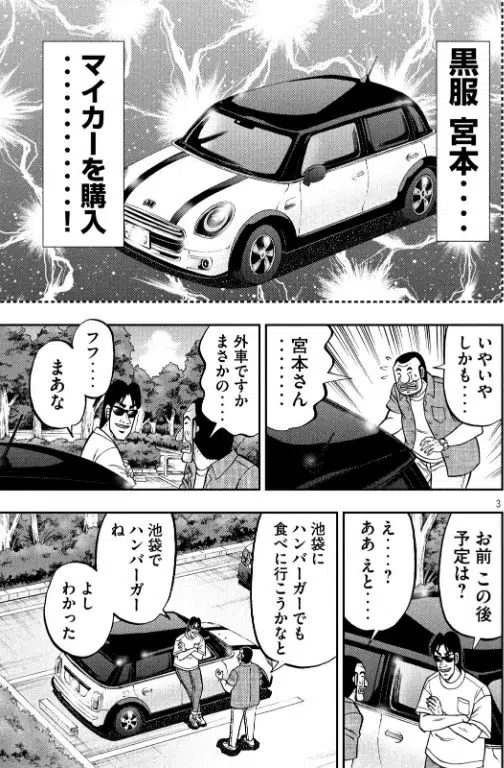 黒服 宮本‥‥
マイカーを購入
‥‥‥‥‥‥!
いやいや
しかも‥‥
宮本さん
‥‥‥‥
外車ですか
まさかの‥‥
フフ‥‥
まあな
3
お前 この後
予定は?
え‥‥?
ああ えと‥‥
池袋に
ハンバーガーでも
食べに行こうかなと
池袋で
ハンバーガー
ね
よし
わかった